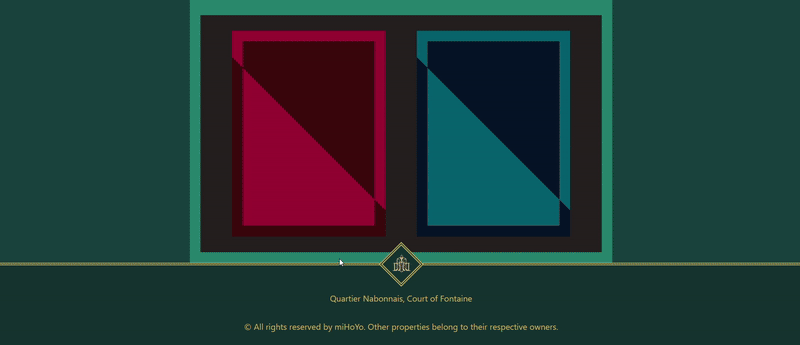 Quartier Nabonnais, Court of Fontaine
© All rights reserved by miHoYo. Other properties belong to their respective owners.